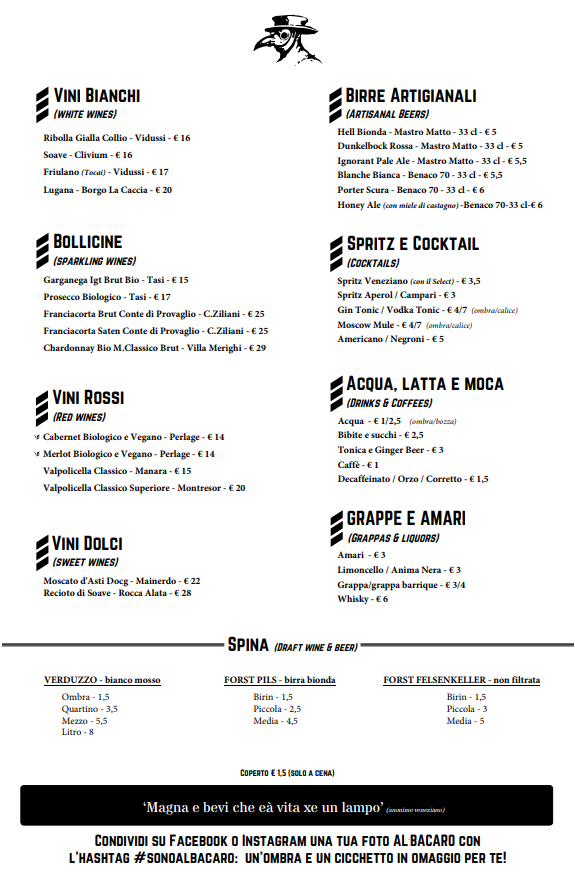 Vini Bianchi
(white wines)
Ribolla Gialla Collio - Vidussi - € 16
Soave - Clivium - € 16
Friulano (Tocai) - Vidussi - € 17
Lugana - Borgo La Caccia - € 20
Bollicine
(sparkling wines)
Garganega Igt Brut Bio - Tasi - € 15
Prosecco Biologico - Tasi - € 17
Franciacorta Brut Conte di Provaglio - C.Ziliani - € 25
Franciacorta Saten Conte di Provaglio - C.Ziliani - € 25
Chardonnay Bio M.Classico Brut - Villa Merighi - € 29
Vini Rossi
(Red wines)
Cabernet Biologico e Vegano - Perlage - € 14
Merlot Biologico e Vegano - Perlage - € 14
Valpolicella Classico - Manara - € 15
Valpolicella Classico Superiore - Montresor - € 20
Vini Dolci
(sweet wines)
Moscato d'Asti Docg - Mainerdo - € 22
Recioto di Soave - Rocca Alata - € 28
Birre Artigianali
(Artisanal Beers)
Hell Bionda - Mastro Matto - 33 cl - € 5
Dunkelbock Rossa - Mastro Matto - 33 cl - € 5
Ignorant Pale Ale - Mastro Matto - 33 cl - € 5,5
Blanche Bianca - Benaco 70 - 33 cl - € 5,5
Porter Scura - Benaco 70 - 33 cl - € 6
Honey Ale (con miele di castagno) -Benaco 70-33 cl-€ 6
Spritz e Cocktail
(Cocktails)
Spritz Veneziano (con il Select) - € 3,5
Spritz Aperol / Campari - € 3
Gin Tonic / Vodka Tonic - € 4/7 (ombra/calice)
Moscow Mule - € 4/7 (ombra/calice)
Americano / Negroni - € 5
Acqua, latta e moca
(Drinks & Coffees)
Acqua - € 1/2,5 (ombra/bozza)
Bibite e succhi - € 2,5
Tonica e Ginger Beer - € 3
Caffè - € 1
Decaffeinato / Orzo / Corretto - € 1,5
GRAPPE E AMARI
(Grappas & liquors)
Amari - € 3
Limoncello / Anima Nera - € 3
Grappa/grappa barrique - € 3/4
Whisky - € 6
Spina (Draft wine & beer)
VERDUZZO - bianco mosso
Ombra - 1,5
Quartino - 3,5
Mezzo - 5,5
Litro - 8
FORST PILS - birra bionda
Birin - 1,5
Piccola - 2,5
Media - 4,5
FORST FELSENKELLER - non filtrata
Birin - 1,5
Piccola - 3
Media - 5
Coperto € 1,5 (solo a cena)
‘Magna e bevi che eà vita xe un lampo’ (anonimo veneziano)
Condividi su Facebook o Instagram una tua foto AL BACARO con
l'hashtag #sonoalbacaro: un'ombra e un cicchetto in omaggio per te!